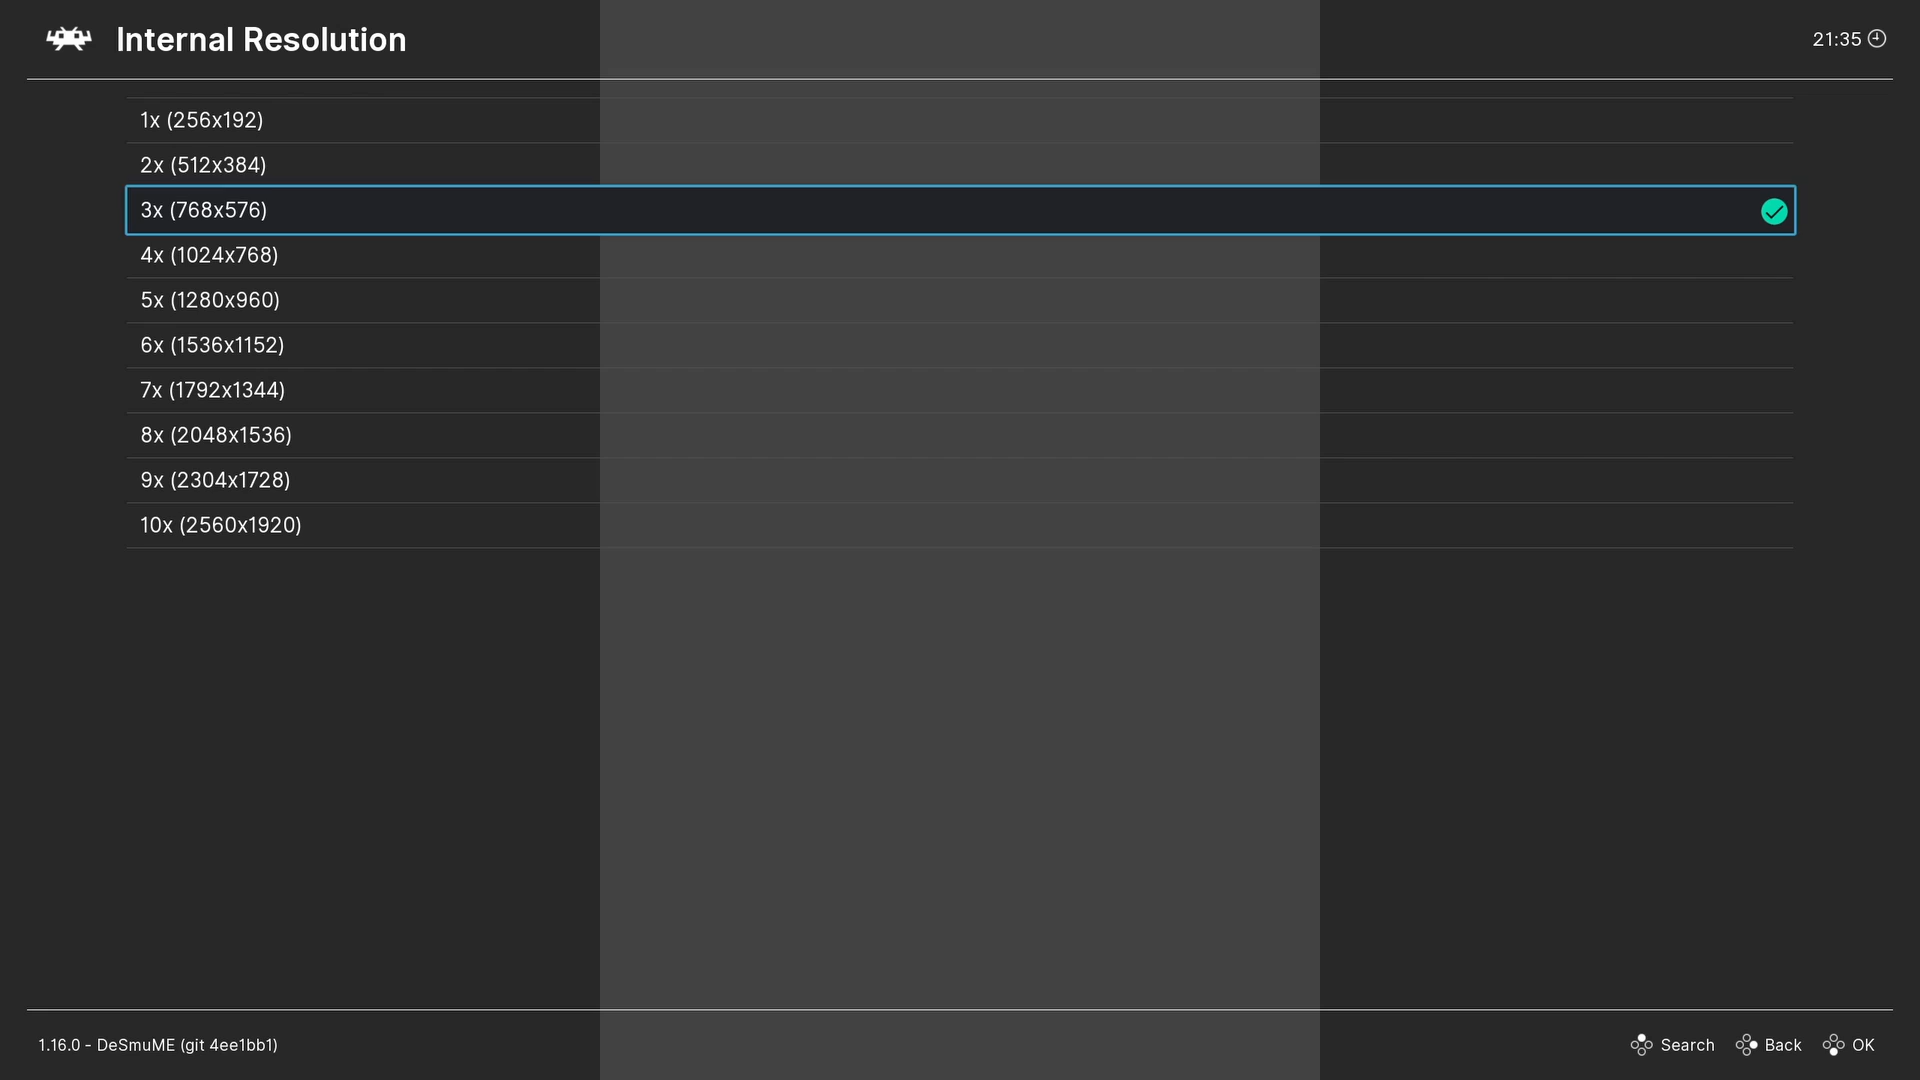 Internal Resolution
21:35
1x (256x192)
2x (512x384)
3x (768x576)
4x (1024x768)
5x (1280x960)
6x (1536x1152)
7x (1792x1344)
8x (2048x1536)
9x (2304x1728)
10x (2560x1920)
1.16.0 - DeSmuME (git 4ee1bb1)
Search Back OK